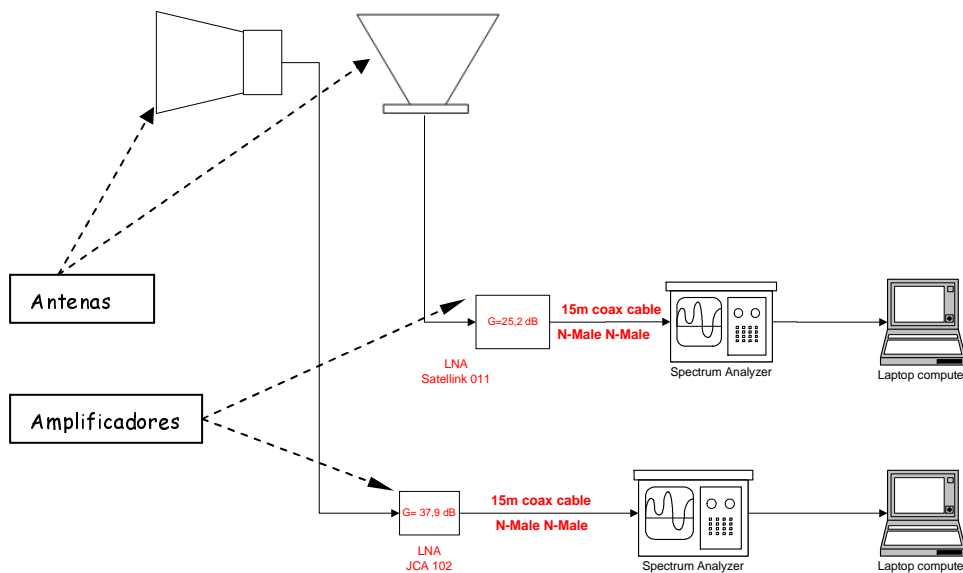 Antenas
G=25,2 dB
15m coax cable
N-Male N-Male
LNA
Satellink 011
Spectrum Analyzer
Laptop compute
Amplificadores
G= 37,9 dB
15m coax cable
N-Male N-Male
LNA
JCA 102
Spectrum Analyzer
Laptop compute